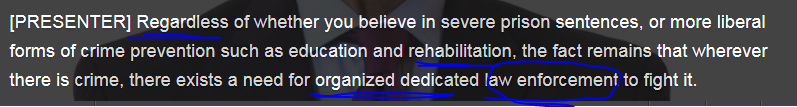 [PRESENTER] Regardless of whether you believe in severe prison sentences, or more liberal
forms of crime prevention such as education and rehabilitation, the fact remains that wherever
there is crime, there exists a need for organized dedicated law enforcement to fight it.